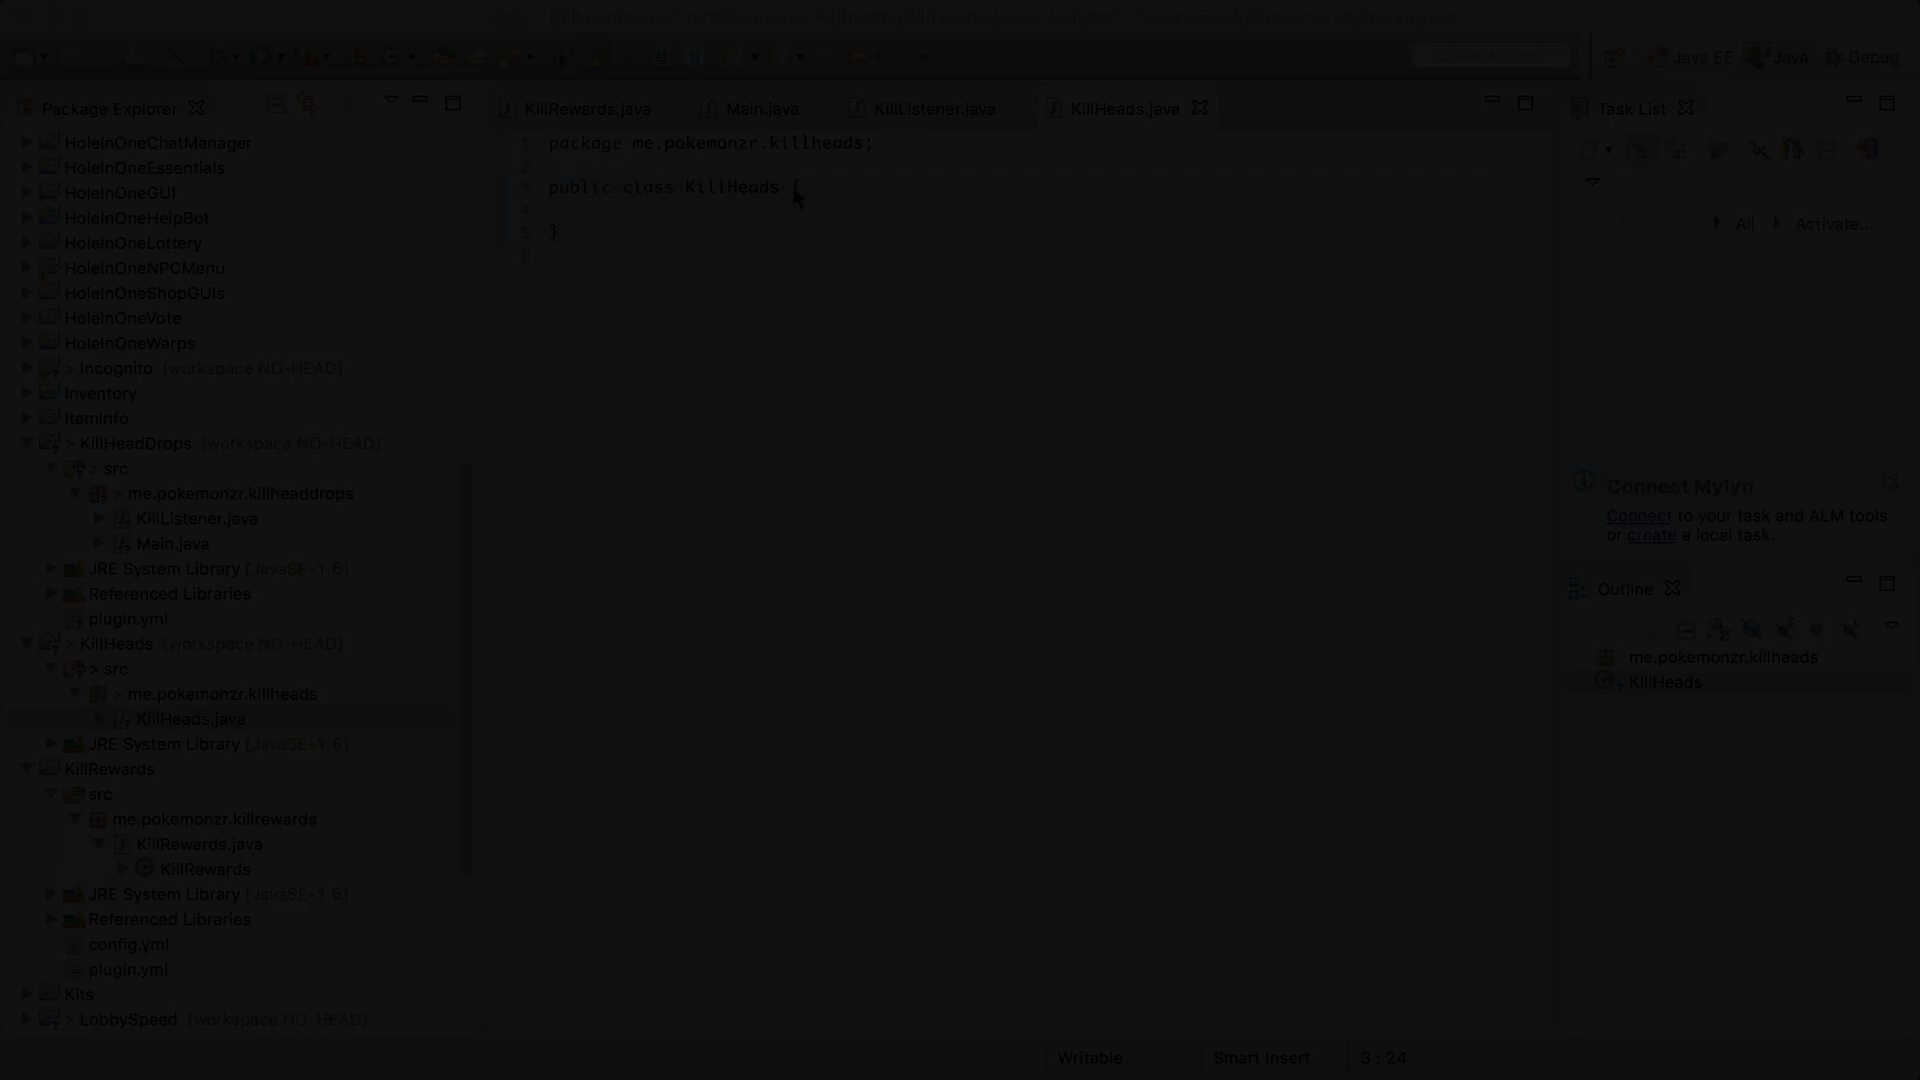 Java EE
Java
Debug
Package Explorer
KillRewards.java
Main.java
KillListener.java
KillHeads.java
Task List
HoleInOneChatManager
HoleInOneEssentials
HoleInOneGUI
HoleInOneHelpBot
HoleInOneLottery
HoleInOneNPCMenu
HoleInOneShopGUIs
HoleInOneVote
HoleInOneWarps
> Incognito [workspace NO-HEAD]
Inventory
ItemInfo
> KillHeadDrops [workspace NO-HEAD]
> src
> me.pokemonzr.killheaddrops
KillListener.java
Main.java
JRE System Library [JavaSE-1.6]
Referenced Libraries
plugin.yml
> KillHeads [workspace NO-HEAD]
> src
> me.pokemonzr.killheads
KillHeads.java
JRE System Library [JavaSE-1.6]
KillRewards
src
me.pokemonzr.killrewards
KillRewards.java
KillRewards
JRE System Library [JavaSE-1.6]
Referenced Libraries
config.yml
plugin.yml
Kits
> LobbySpeed [workspace NO-HEAD]
1 package me.pokemonzr.killheads;
2
3 public class KillHeads {
4
5 }
6
All
Activate...
Connect Mylyn
Connect to your task and ALM tools
or create a local task.
Outline
me.pokemonzr.killheads
KillHeads
Writable
Smart Insert
3 : 24